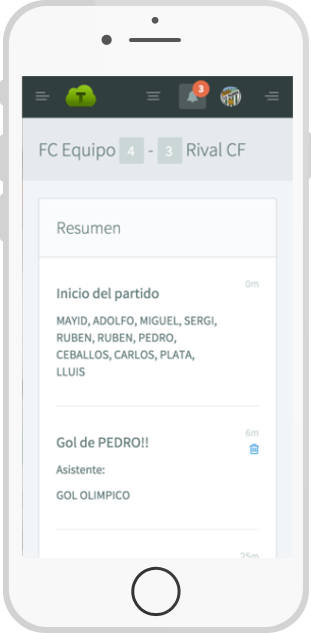 T
3
FC Equipo 4 - 3 Rival CF
Resumen
0m
Inicio del partido
MAYID, ADOLFO, MIGUEL, SERGI,
RUBEN, RUBEN, PEDRO,
CEBALLOS, CARLOS, PLATA,
LLUIS
6m
Gol de PEDRO!!
Asistente:
GOL OLIMPICO
25m